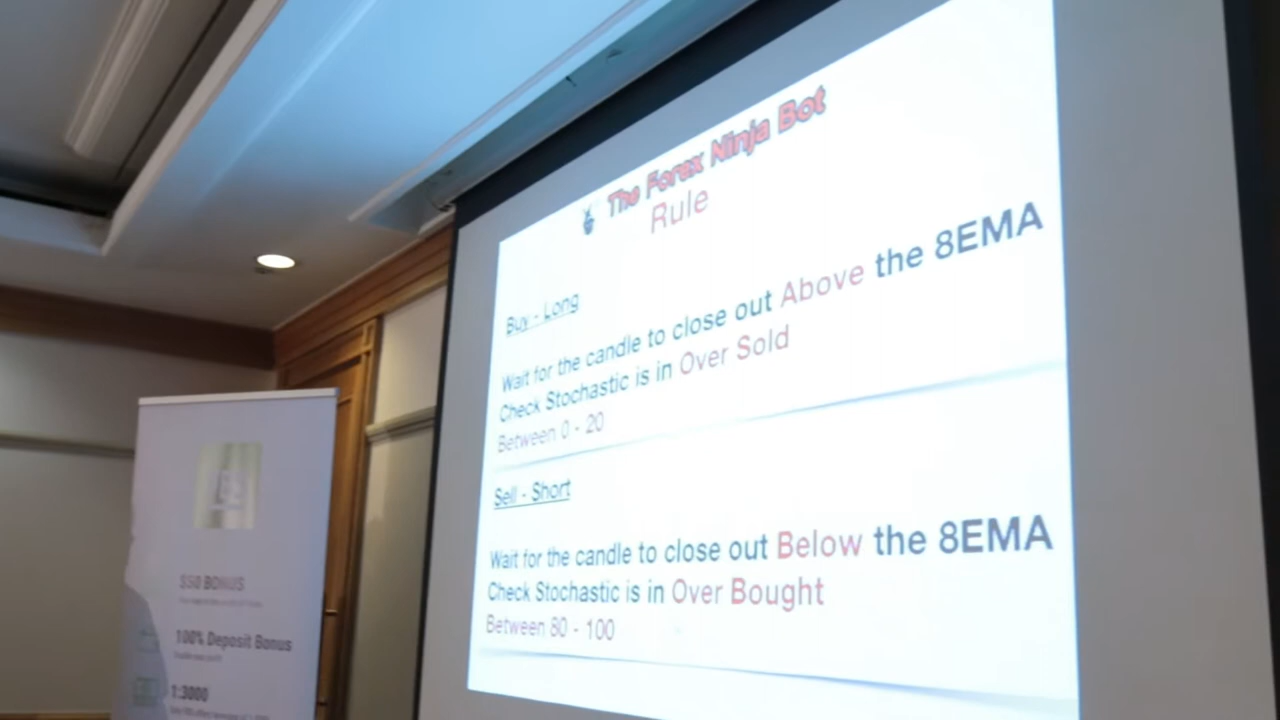 The Forex Ninja Bot
Rule
Buy - Long
Wait for the candle to close out Above the 8EMA
Check Stochastic is in Over Sold
Between 0 - 20
Sell - Short
Wait for the candle to close out Below the 8EMA
Check Stochastic is in Over Bought
Between 80 - 100
$50 BONUS
100% Deposit Bonus
1:3000